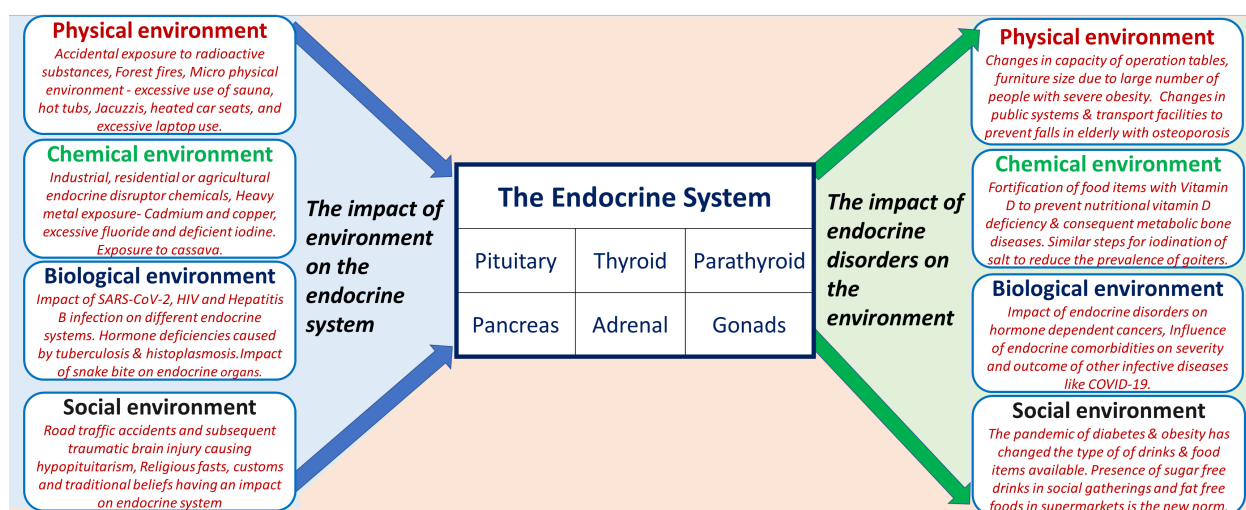 Physical environment
Accidental exposure to radioactive
substances, Forest fires, Micro physical
environment - excessive use of sauna,
hot tubs, Jacuzzis, heated car seats, and
excessive laptop use.
Chemical environment
Industrial, residential or agricultural
endocrine disruptor chemicals, Heavy
metal exposure- Cadmium and copper,
excessive fluoride and deficient iodine.
Exposure to cassava.
Biological environment
Impact of SARS-CoV-2, HIV and Hepatitis
B infection on different endocrine
systems. Hormone deficiencies caused
by tuberculosis & histoplasmosis.Impact
of snake bite on endocrine organs.
Social environment
Road traffic accidents and subsequent
traumatic brain injury causing
hypopituitarism, Religious fasts, customs
and traditional beliefs having an impact
on endocrine system
The impact of
environment
on the
endocrine
system
The Endocrine System
Pituitary Thyroid Parathyroid
Pancreas Adrenal Gonads
The impact of
endocrine
disorders on
the
environment
Physical environment
Changes in capacity of operation tables,
furniture size due to large number of
people with severe obesity. Changes in
public systems & transport facilities to
prevent falls in elderly with osteoporosis
Chemical environment
Fortification of food items with Vitamin
D to prevent nutritional vitamin D
deficiency & consequent metabolic bone
diseases. Similar steps for iodination of
salt to reduce the prevalence of goiters.
Biological environment
Impact of endocrine disorders on
hormone dependent cancers, Influence
of endocrine comorbidities on severity
and outcome of other infective diseases
like COVID-19.
Social environment
The pandemic of diabetes & obesity has
changed the type of of drinks & food
items available. Presence of sugar free
drinks in social gatherings and fat free
foods in supermarkets is the new norm.